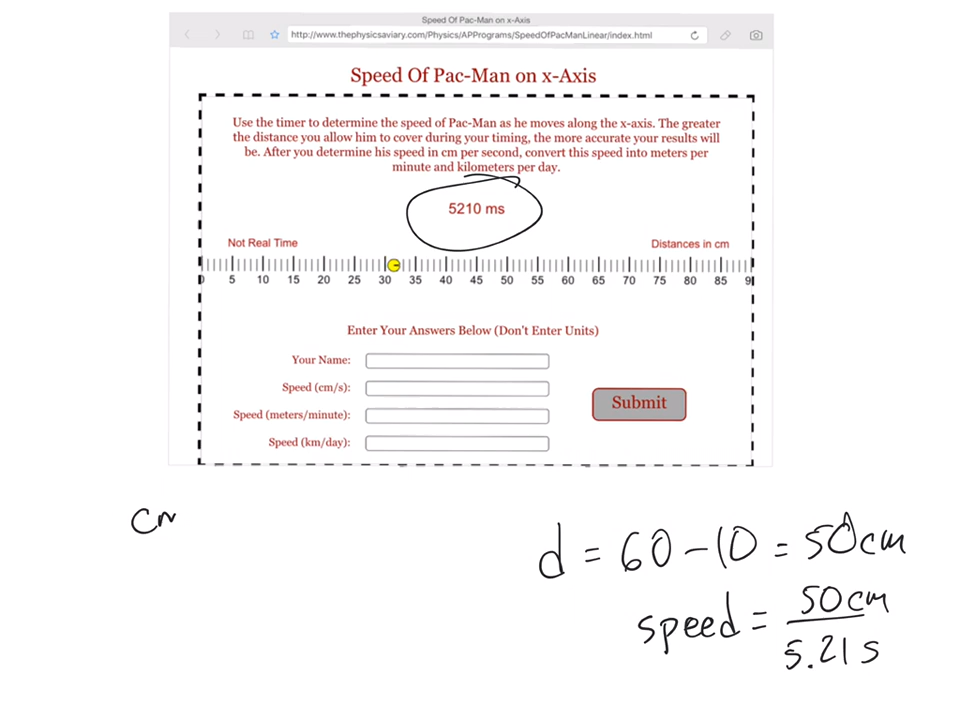 Speed Of Pac-Man on x-Axis
http://www.thephysicsaviary.com/Physics/APPrograms/SpeedOfPacManLinear/index.html
Speed Of Pac-Man on x-Axis
Use the timer to determine the speed of Pac-Man as he moves along the x-axis. The greater
the distance you allow him to cover during your timing, the more accurate your results will
be. After you determine his speed in cm per second, convert this speed into meters per
minute and kilometers per day.
5210 ms
Not Real Time Distances in cm
0 5 10 15 20 25 30 35 40 45 50 55 60 65 70 75 80 85 9
Enter Your Answers Below (Don't Enter Units)
Your Name:
Speed (cm/s):
Speed (meters/minute):
Speed (km/day):
Submit
cm
d = 60 - 10 = 50 cm
speed = 50 cm
5.21 s